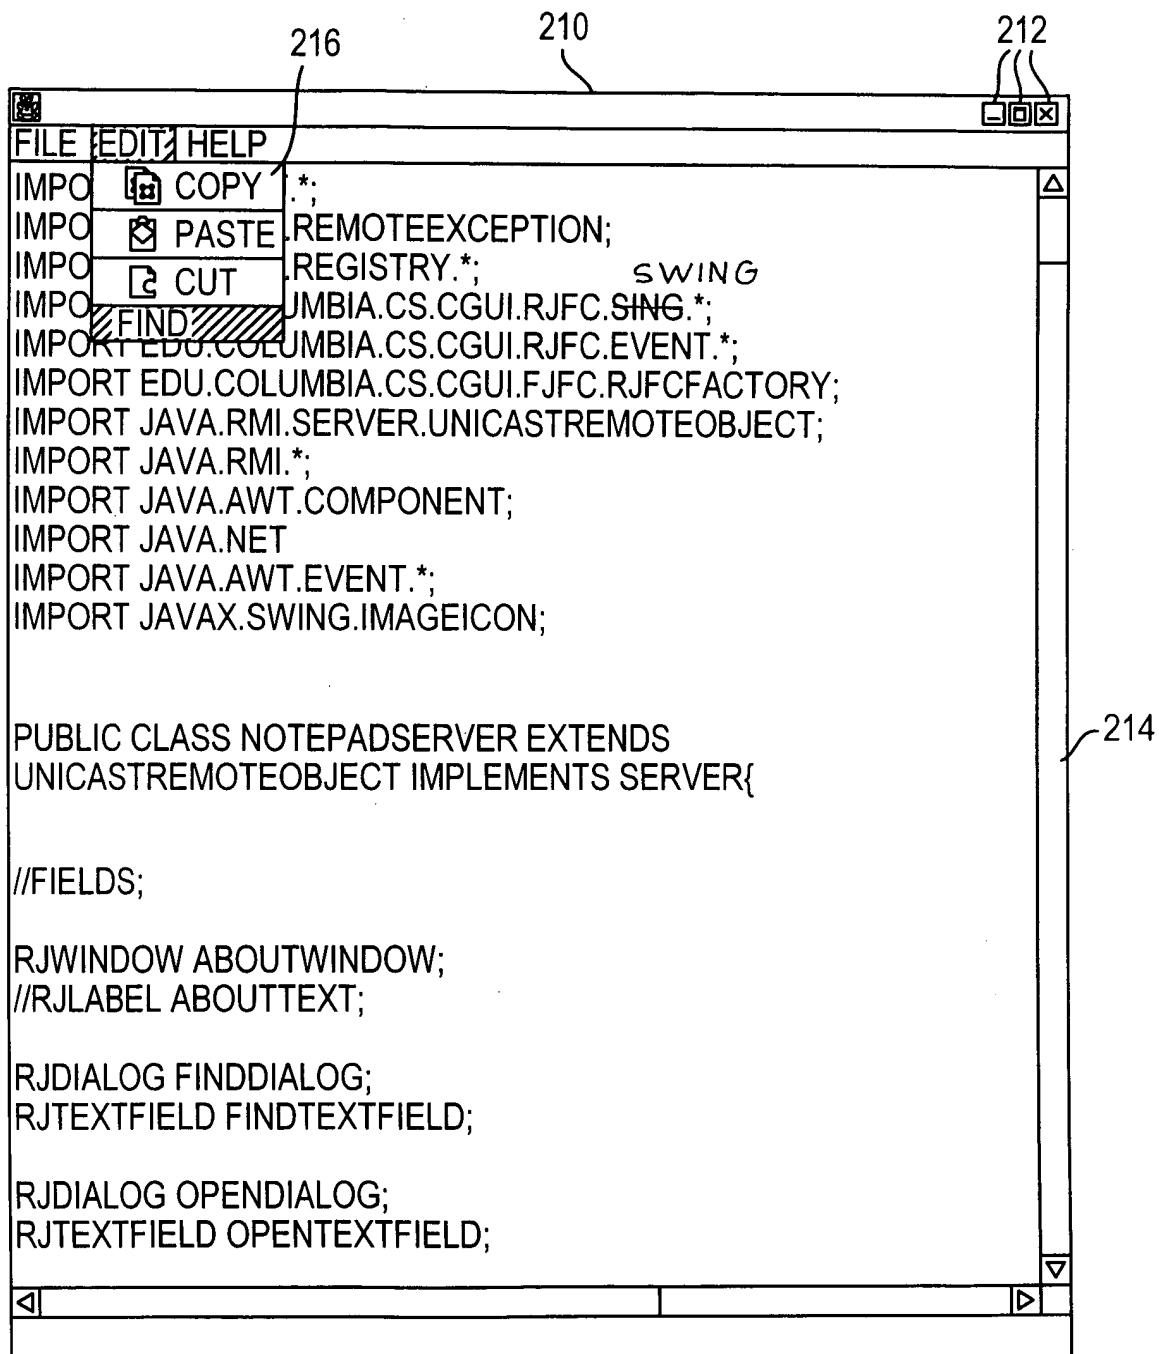 216 210 212
FILE EDIT HELP
IMPO COPY .*;
IMPO PASTE .REMOTEEXCEPTION;
IMPO CUT .REGISTRY.*;
SWING
IMPO FIND UMBIA.CS.CGUI.RJFC.SING.*;
IMPORT EDU.COLUMBIA.CS.CGUI.RJFC.EVENT.*;
IMPORT EDU.COLUMBIA.CS.CGUI.FJFC.RJFCFACTORY;
IMPORT JAVA.RMI.SERVER.UNICASTREMOTEOBJECT;
IMPORT JAVA.RMI.*;
IMPORT JAVA.AWT.COMPONENT;
IMPORT JAVA.NET
IMPORT JAVA.AWT.EVENT.*;
IMPORT JAVAX.SWING.IMAGEICON;
PUBLIC CLASS NOTEPADSERVER EXTENDS
214
UNICASTREMOTEOBJECT IMPLEMENTS SERVER{
//FIELDS;
RJWINDOW ABOUTWINDOW;
//RJLABEL ABOUTTEXT;
RJDIALOG FINDDIALOG;
RJTEXTFIELD FINDTEXTFIELD;
RJDIALOG OPENDIALOG;
RJTEXTFIELD OPENTEXTFIELD;